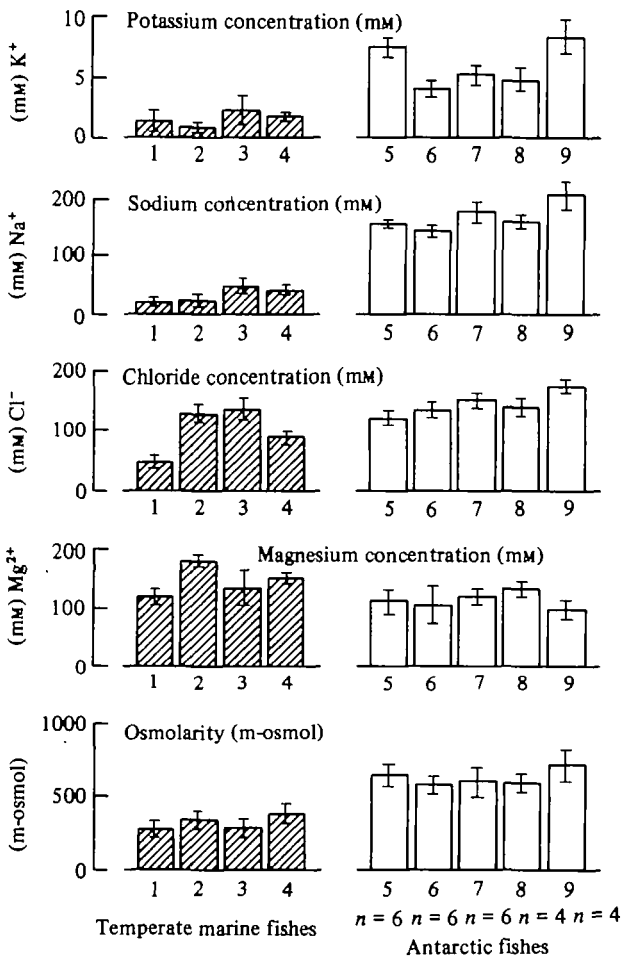 Potassium concentration (mM)
(mM) K⁺
10
5
0
1 2 3 4 5 6 7 8 9
Sodium concentration (mM)
(mM) Na⁺
200
100
0
1 2 3 4 5 6 7 8 9
Chloride concentration (mM)
(mM) Cl⁻
200
100
0
1 2 3 4 5 6 7 8 9
Magnesium concentration (mM)
(mM) Mg²⁺
200
100
0
1 2 3 4 5 6 7 8 9
Osmolarity (m-osmol)
(m-osmol)
1000
500
0
1 2 3 4 5 6 7 8 9
n = 6 n = 6 n = 6 n = 4 n = 4
Temperate marine fishes
Antarctic fishes